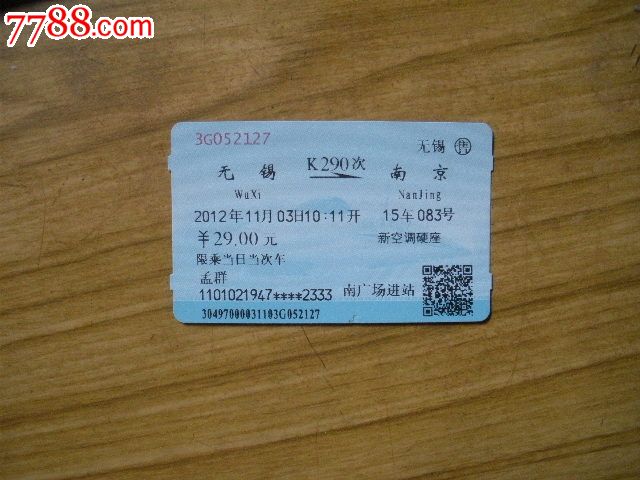 7788.com
3G052127
无锡 ㊝售
无锡 K290次 南京
WuXi NanJing
2012年11月03日10:11开 15车083号
￥29.00元 新空调硬座
限乘当日当次车
孟群
1101021947****2333 南广场进站
30497000031103G052127